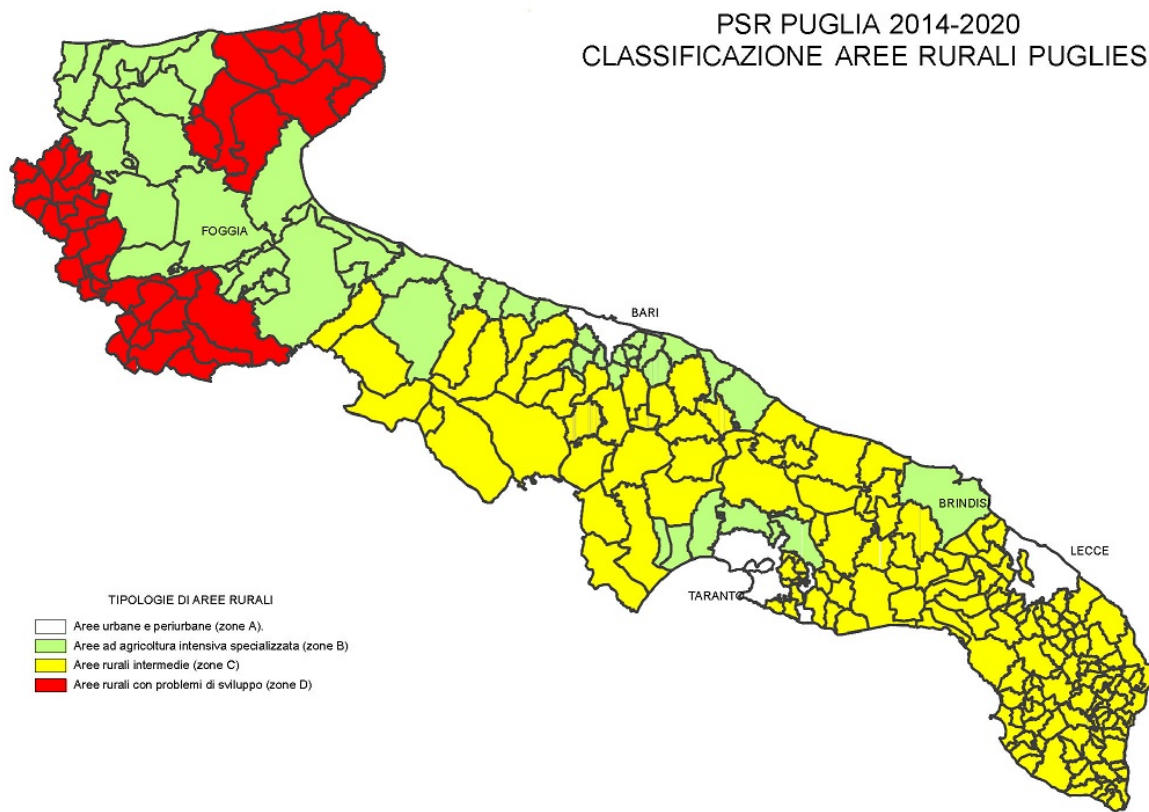 PSR PUGLIA 2014-2020
CLASSIFICAZIONE AREE RURALI PUGLIES
FOGGIA
BARI
BRINDIS
LECCE
TARANTO
TIPOLOGIE DI AREE RURALI
Aree urbane e periurbane (zone A).
Aree ad agricoltura intensiva specializzata (zone B)
Aree rurali intermedie (zone C)
Aree rurali con problemi di sviluppo (zone D)